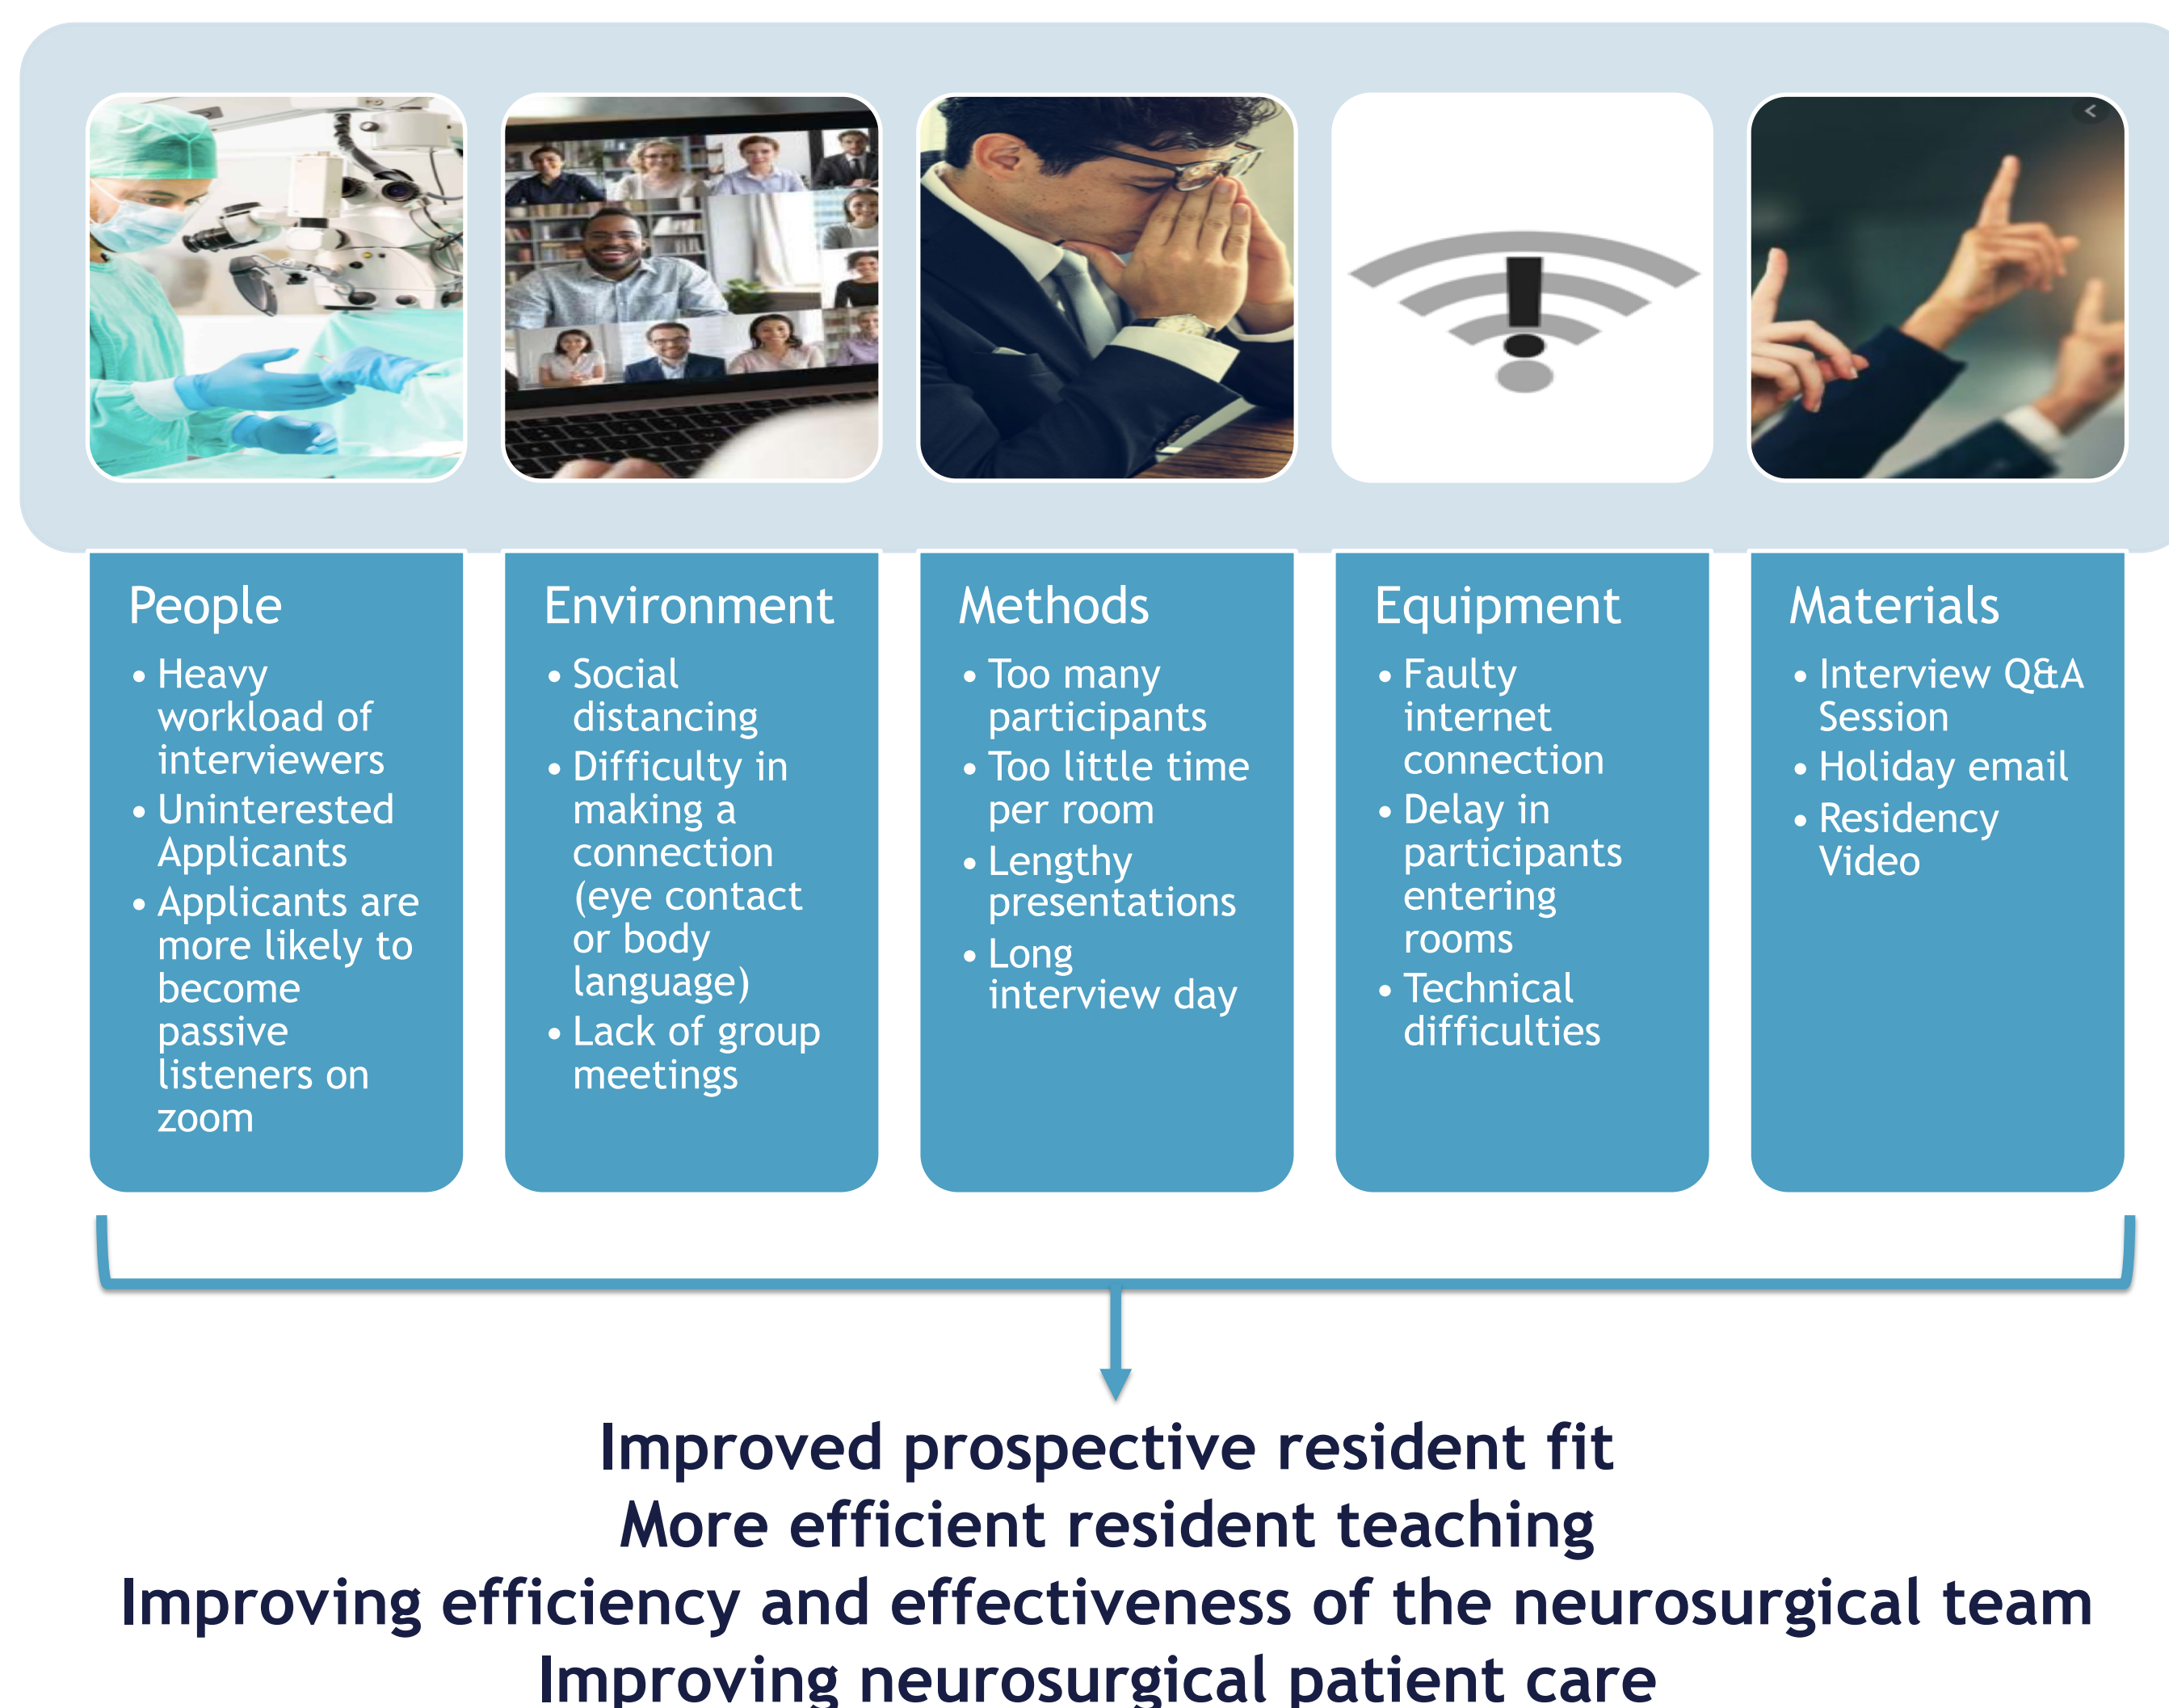 People
• Heavy
workload of
interviewers
• Uninterested
Applicants
• Applicants are
more likely to
become
passive
listeners on
zoom
Environment
• Social
distancing
• Difficulty in
making a
connection
(eye contact
or body
language)
• Lack of group
meetings
Methods
• Too many
participants
• Too little time
per room
• Lengthy
presentations
• Long
interview day
Equipment
• Faulty
internet
connection
• Delay in
participants
entering
rooms
• Technical
difficulties
Materials
• Interview Q&A
Session
• Holiday email
• Residency
Video
Improved prospective resident fit
More efficient resident teaching
Improving efficiency and effectiveness of the neurosurgical team
Improving neurosurgical patient care